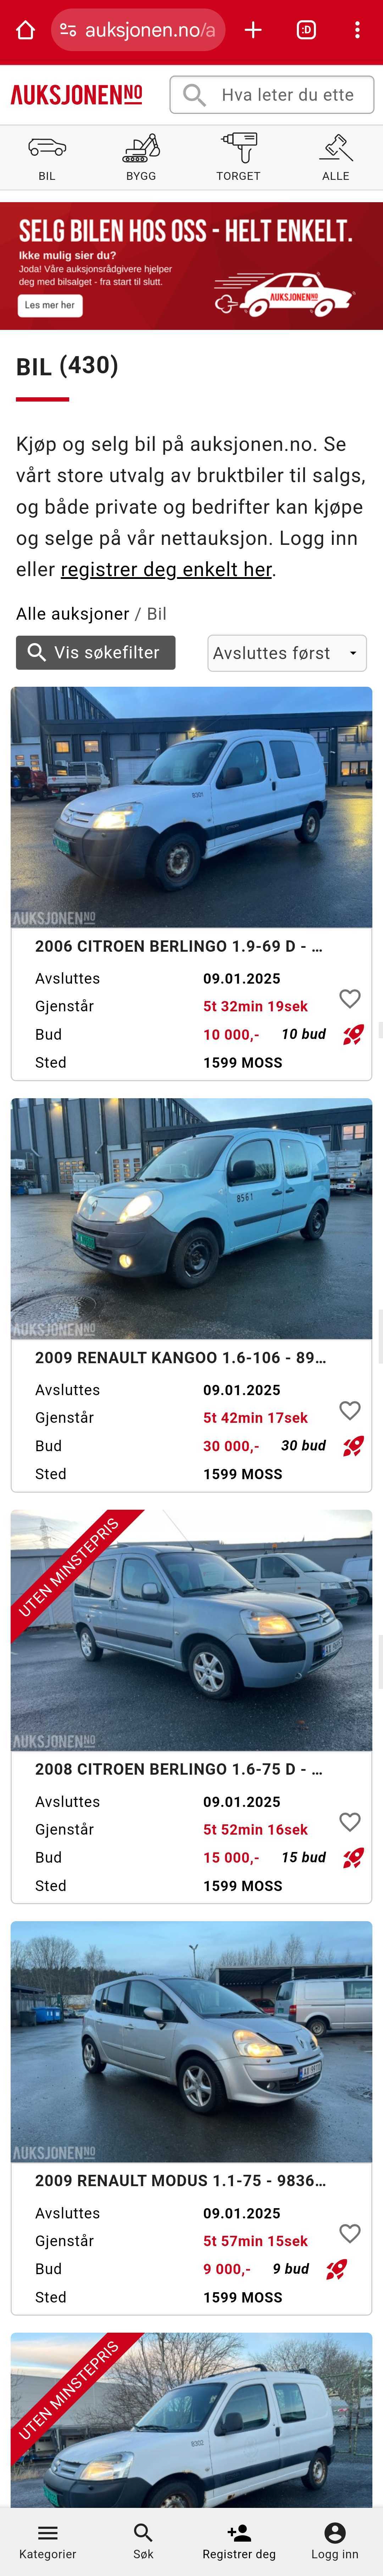 auksjonen.no/a
:D
AUKSJONEN NO
Hva leter du ette
BIL
BYGG
TORGET
ALLE
SELG BILEN HOS OSS - HELT ENKELT.
Ikke mulig sier du?
Joda! Våre auksjonsrådgivere hjelper
deg med bilsalget - fra start til slutt.
Les mer her
AUKSJONEN NO
BIL (430)
Kjøp og selg bil på auksjonen.no. Se
vårt store utvalg av bruktbiler til salgs,
og både private og bedrifter kan kjøpe
og selge på vår nettauksjon. Logg inn
eller registrer deg enkelt her.
Alle auksjoner / Bil
Vis søkefilter
Avsluttes først
AUKSJONEN NO
2006 CITROEN BERLINGO 1.9-69 D - ...
Avsluttes 09.01.2025
Gjenstår 5t 32min 19sek
Bud 10 000,- 10 bud
Sted 1599 MOSS
8561
AUKSJONEN NO
2009 RENAULT KANGOO 1.6-106 - 89...
Avsluttes 09.01.2025
Gjenstår 5t 42min 17sek
Bud 30 000,- 30 bud
Sted 1599 MOSS
UTEN MINSTEPRIS
AUKSJONEN NO
2008 CITROEN BERLINGO 1.6-75 D - ...
Avsluttes 09.01.2025
Gjenstår 5t 52min 16sek
Bud 15 000,- 15 bud
Sted 1599 MOSS
AUKSJONEN NO
2009 RENAULT MODUS 1.1-75 - 9836...
Avsluttes 09.01.2025
Gjenstår 5t 57min 15sek
Bud 9 000,- 9 bud
Sted 1599 MOSS
UTEN MINSTEPRIS
Kategorier
Søk
Registrer deg
Logg inn